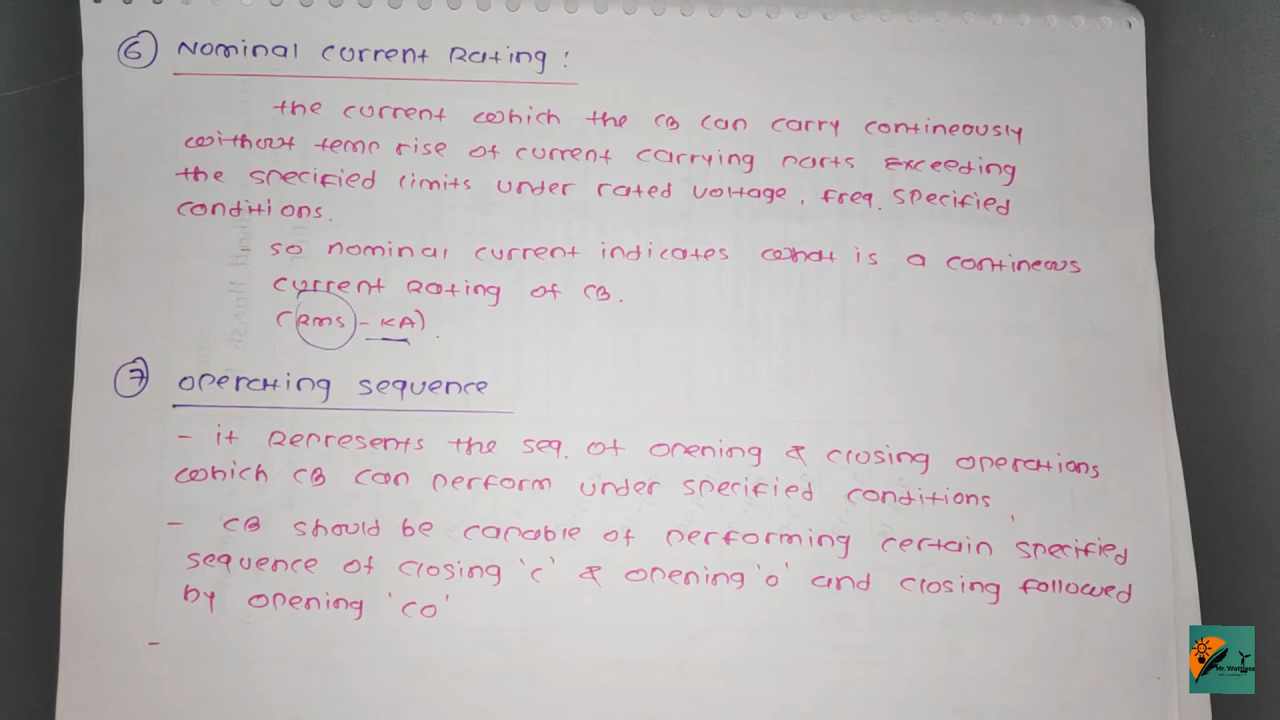 6 Nominal current Rating :
the current which the CB can carry contineously
without temp rise of current carrying parts Exceeding
the specified limits under rated voltage, freq. specified
conditions.
- so nominal current indicates what is a contineous
current Rating of CB.
(Rms - KA).
7 operating sequence
- it Represents the seq. of opening & closing operations
which CB can perform under specified conditions,
- CB should be capable of performing certain specified
sequence of closing 'c' & opening 'o' and closing followed
by opening 'co'
-
Mr. Wattgee